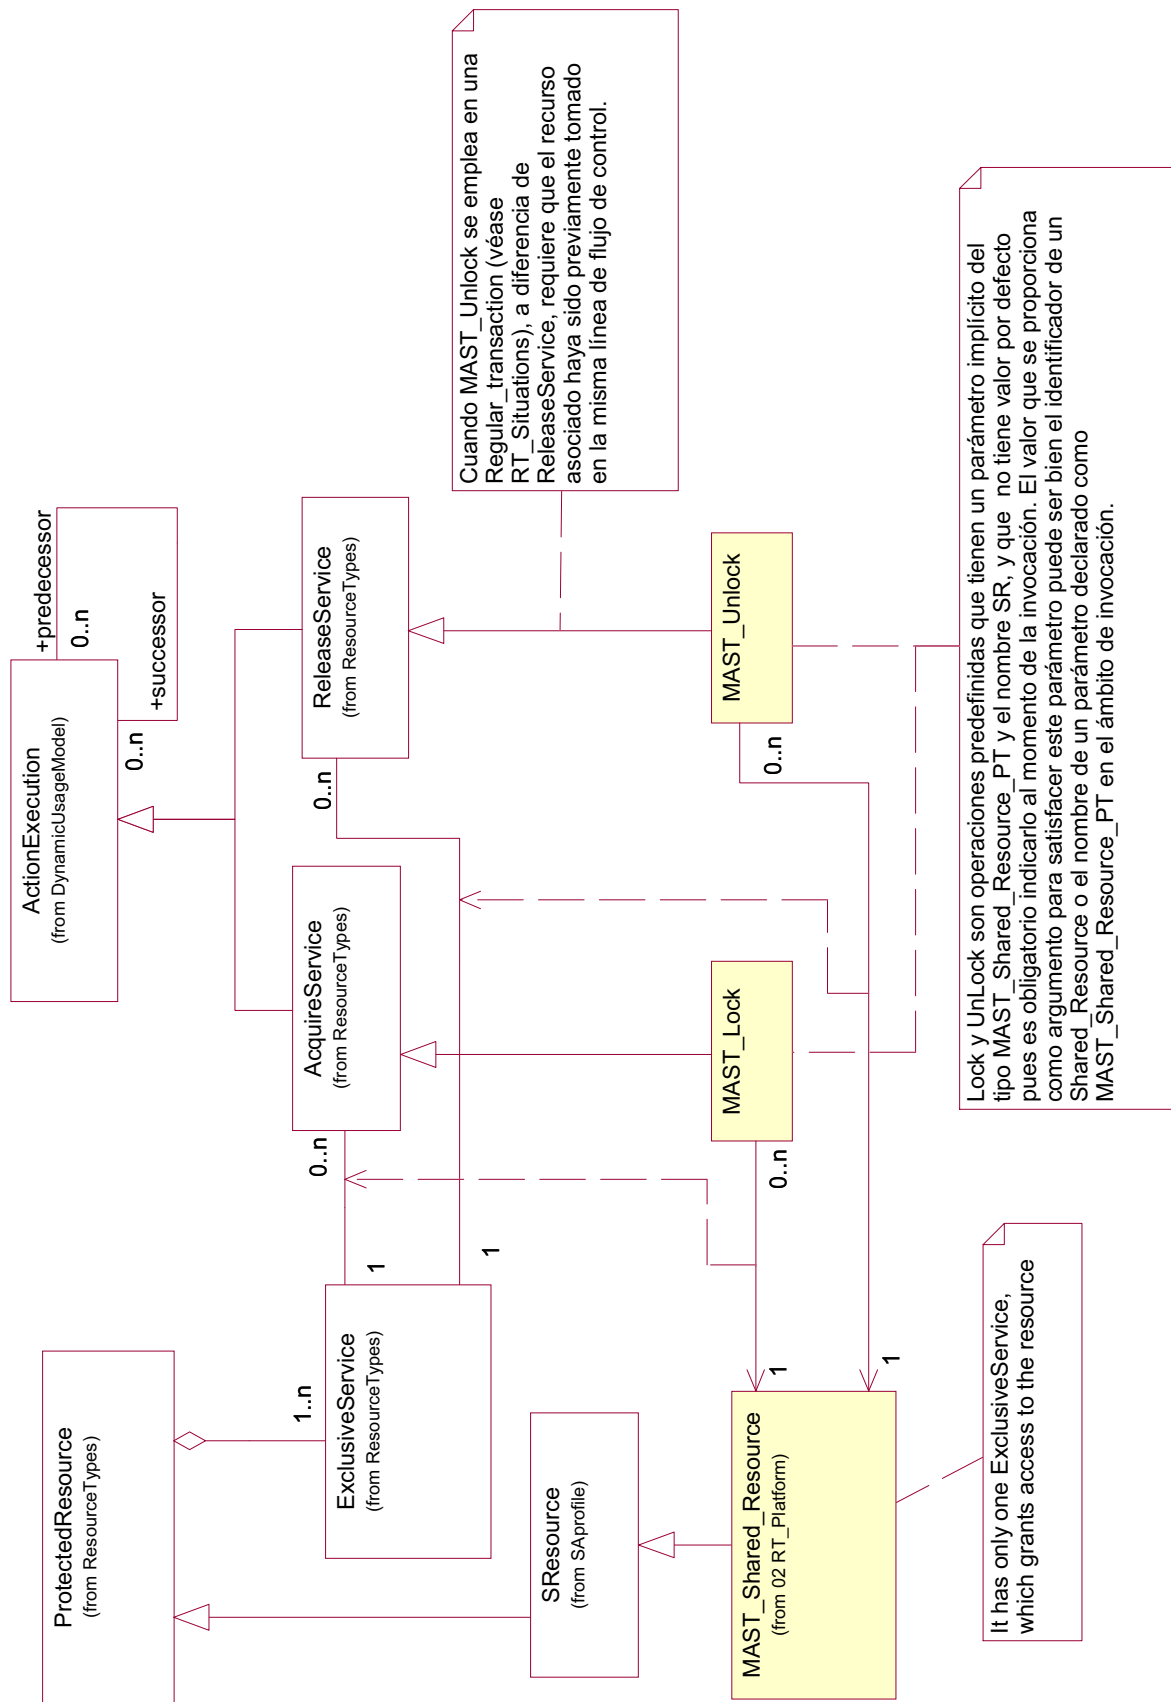 ProtectedResource
(from ResourceTypes)
ActionExecution
(from DynamicUsageModel)
+predecessor
0..n
0..n
+successor
1..n
ExclusiveService
(from ResourceTypes)
1
1
0..n
AcquireService
(from ResourceTypes)
0..n
ReleaseService
(from ResourceTypes)
Cuando MAST_Unlock se emplea en una
Regular_transaction (véase
RT_Situations), a diferencia de
ReleaseService, requiere que el recurso
asociado haya sido previamente tomado
en la misma línea de flujo de control.
SResource
(from SAprofile)
MAST_Shared_Resource
(from 02 RT_Platform)
1
1
MAST_Lock
0..n
MAST_Unlock
0..n
It has only one ExclusiveService,
which grants access to the resource
Lock y UnLock son operaciones predefinidas que tienen un parámetro implícito del
tipo MAST_Shared_Resource_PT y el nombre SR, y que no tiene valor por defecto
pues es obligatorio indicarlo al momento de la invocación. El valor que se proporciona
como argumento para satisfacer este parámetro puede ser bien el identificador de un
Shared_Resource o el nombre de un parámetro declarado como
MAST_Shared_Resource_PT en el ámbito de invocación.